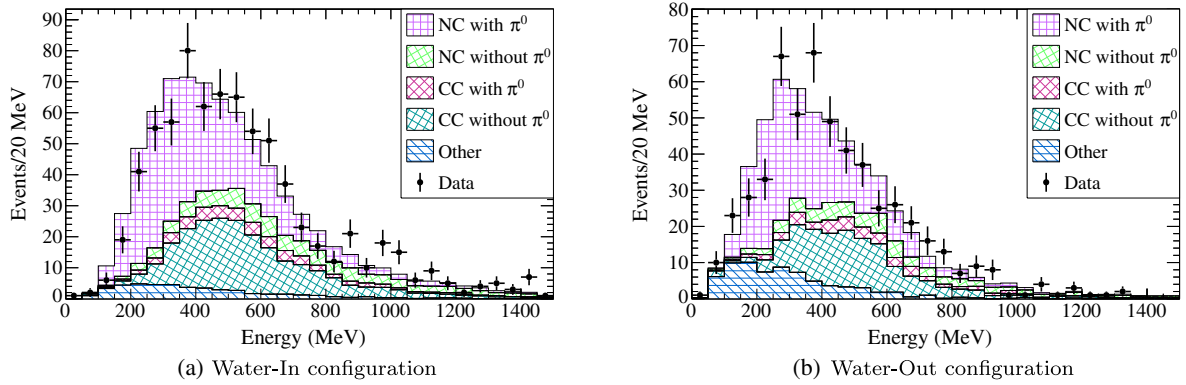 90
80
70
60
50
40
30
20
10
0
Events/20 MeV
0 200 400 600 800 1000 1200 1400
Energy (MeV)
NC with π⁰
NC without π⁰
CC with π⁰
CC without π⁰
Other
Data
(a) Water-In configuration
80
70
60
50
40
30
20
10
0
Events/20 MeV
0 200 400 600 800 1000 1200 1400
Energy (MeV)
NC with π⁰
NC without π⁰
CC with π⁰
CC without π⁰
Other
Data
(b) Water-Out configuration